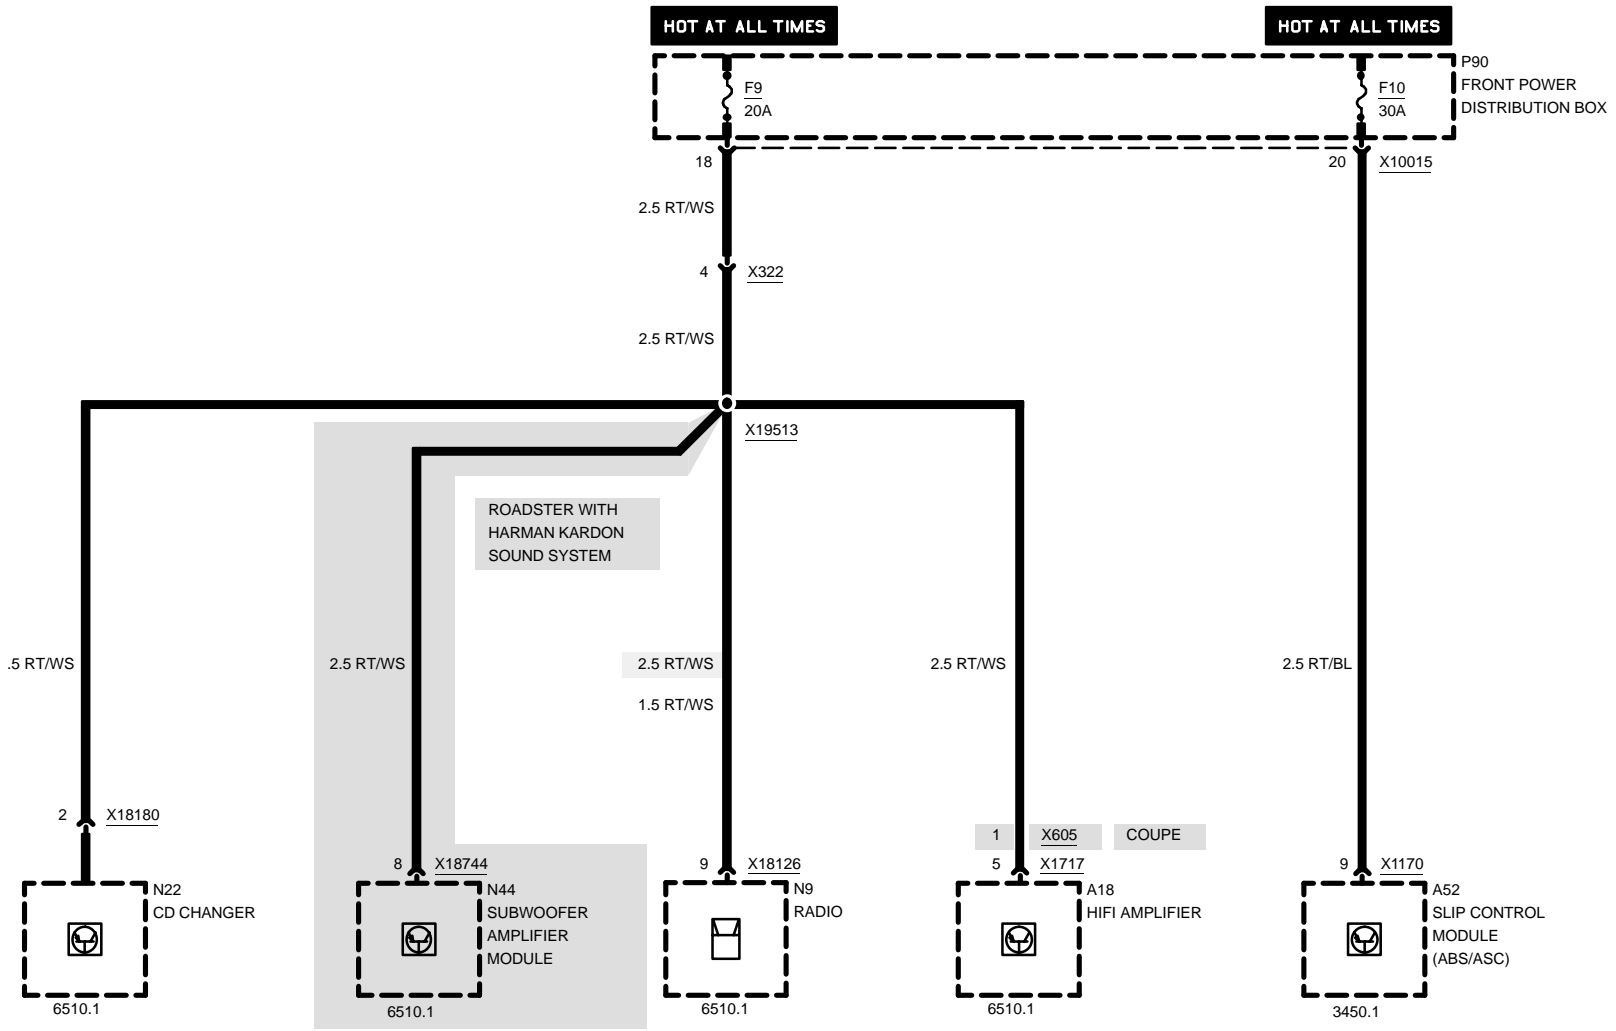 HOT AT ALL TIMES
HOT AT ALL TIMES
P90
FRONT POWER
DISTRIBUTION BOX
F9
20A
F10
30A
18
20
X10015
2.5 RT/WS
4
X322
2.5 RT/WS
X19513
ROADSTER WITH
HARMAN KARDON
SOUND SYSTEM
.5 RT/WS
2.5 RT/WS
2.5 RT/WS
2.5 RT/WS
2.5 RT/BL
1.5 RT/WS
2
X18180
1
X605
COUPE
8
X18744
9
X18126
5
X1717
9
X1170
N22
CD CHANGER
N44
SUBWOOFER
AMPLIFIER
MODULE
N9
RADIO
A18
HIFI AMPLIFIER
A52
SLIP CONTROL
MODULE
(ABS/ASC)
6510.1
6510.1
6510.1
6510.1
3450.1